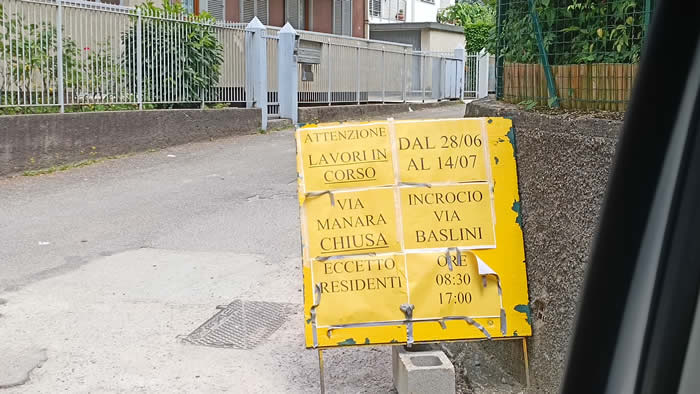 ATTENZIONE
LAVORI IN
CORSO
DAL 28/06
AL 14/07
VIA
MANARA
CHIUSA
INCROCIO
VIA
BASLINI
ECCETTO
RESIDENTI
ORE
08:30
17:00